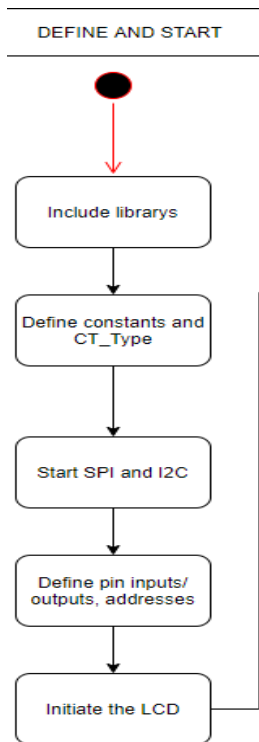 DEFINE AND START
Include librarys
Define constants and
CT_Type
Start SPI and I2C
Define pin inputs/
outputs, addresses
Initiate the LCD